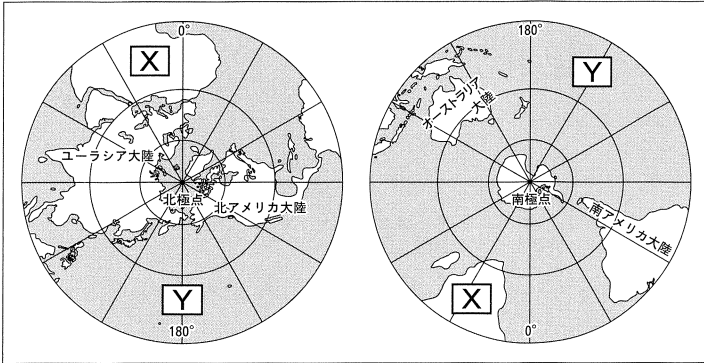 0°
X
ユーラシア大陸
北極点
北アメリカ大陸
Y
180°
180°
Y
オーストラリア
大陸
南極点
南アメリカ大陸
X
0°